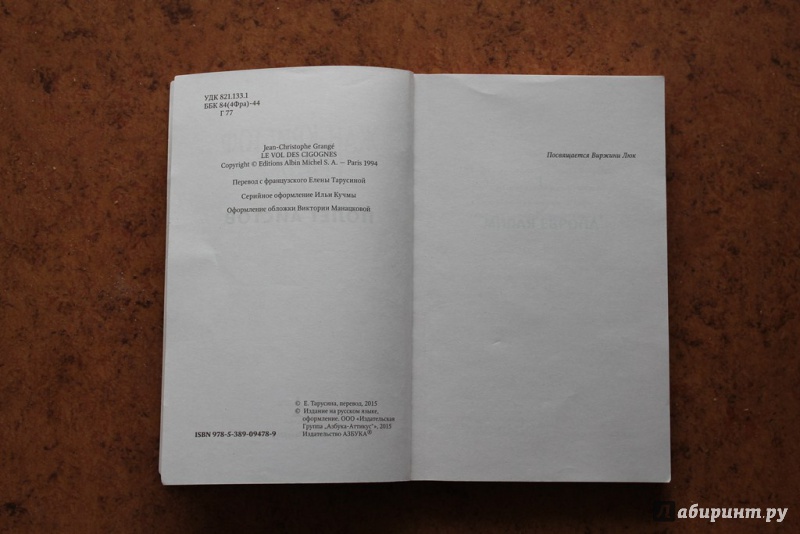 УДК 821.133.1
ББК 84(4Фра)-44
Г 77
Jean-Christophe Grangé
LE VOL DES CIGOGNES
Copyright © Editions Albin Michel S. A. — Paris 1994
Перевод с французского Елены Тарусиной
Серийное оформление Ильи Кучмы
Оформление обложки Виктории Манацковой
© Е. Тарусина, перевод, 2015
© Издание на русском языке,
оформление. ООО «Издательская
Группа „Азбука-Аттикус“», 2015
Издательство АЗБУКА®
ISBN 978-5-389-09478-9
Посвящается Виржини Люк
Лабиринт.ру